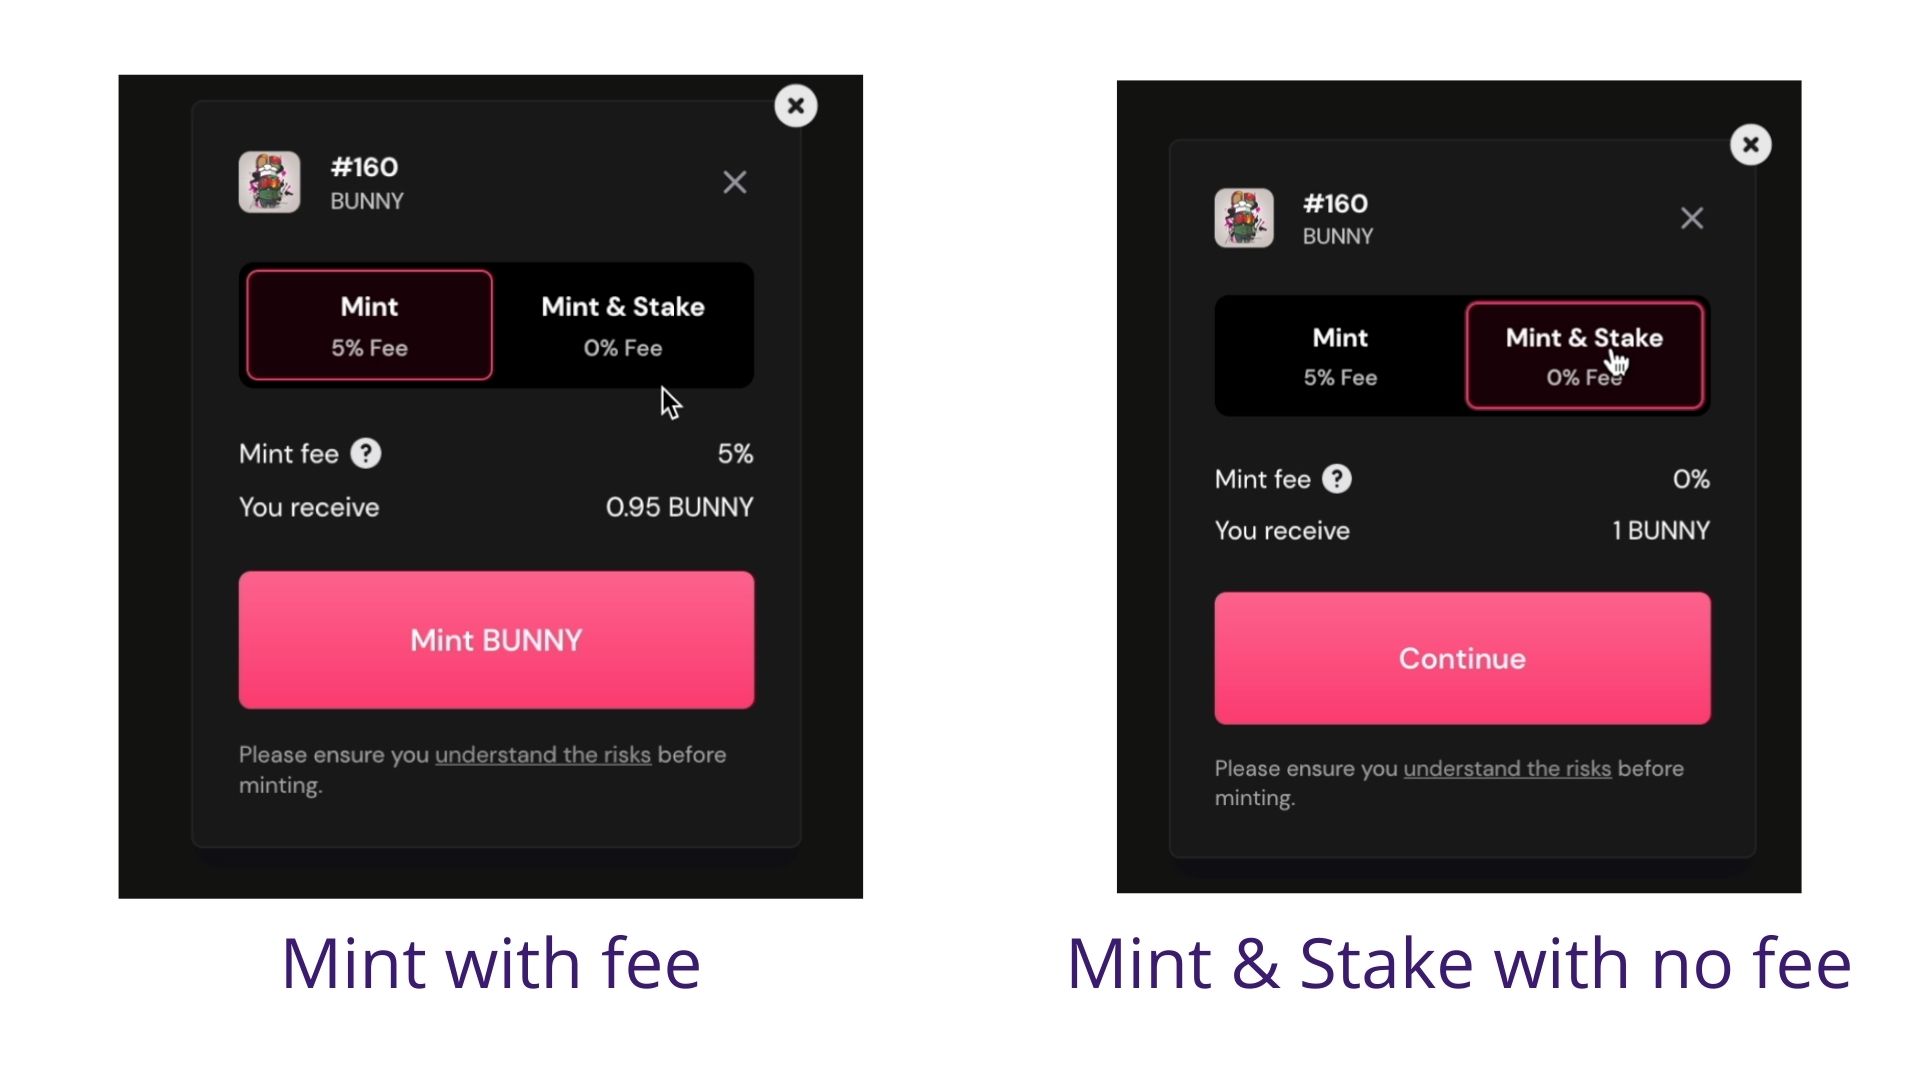 #160
BUNNY
Mint
5% Fee
Mint & Stake
0% Fee
Mint fee ?
5%
You receive
0.95 BUNNY
Mint BUNNY
Please ensure you understand the risks before
minting.
Mint with fee
#160
BUNNY
Mint
5% Fee
Mint & Stake
0% Fee
Mint fee ?
0%
You receive
1 BUNNY
Continue
Please ensure you understand the risks before
minting.
Mint & Stake with no fee